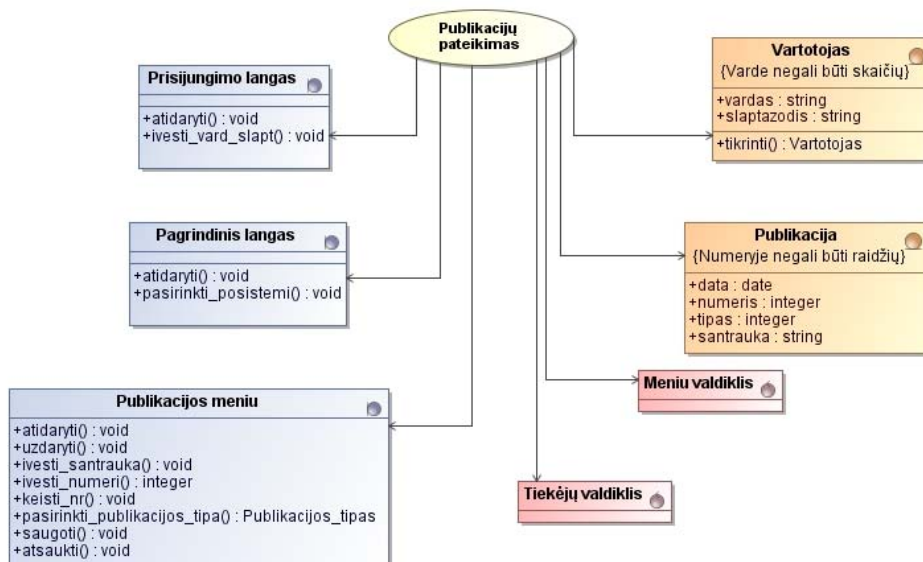 Publikacijų
pateikimas
Prisijungimo langas
+atidaryti() : void
+ivesti_vard_slapt() : void
Pagrindinis langas
+atidaryti() : void
+pasirinkti_posistemi() : void
Publikacijos meniu
+atidaryti() : void
+uzdaryti() : void
+ivesti_santrauka() : void
+ivesti_numeri() : integer
+keisti_nr() : void
+pasirinkti_publikacijos_tipa() : Publikacijos_tipas
+saugoti() : void
+atsaukti() : void
Vartotojas
{Varde negali būti skaičių}
+vardas : string
+slaptazodis : string
+tikrinti() : Vartotojas
Publikacija
{Numeryje negali būti raidžių}
+data : date
+numeris : integer
+tipas : integer
+santrauka : string
Meniu valdiklis
Tiekėjų valdiklis